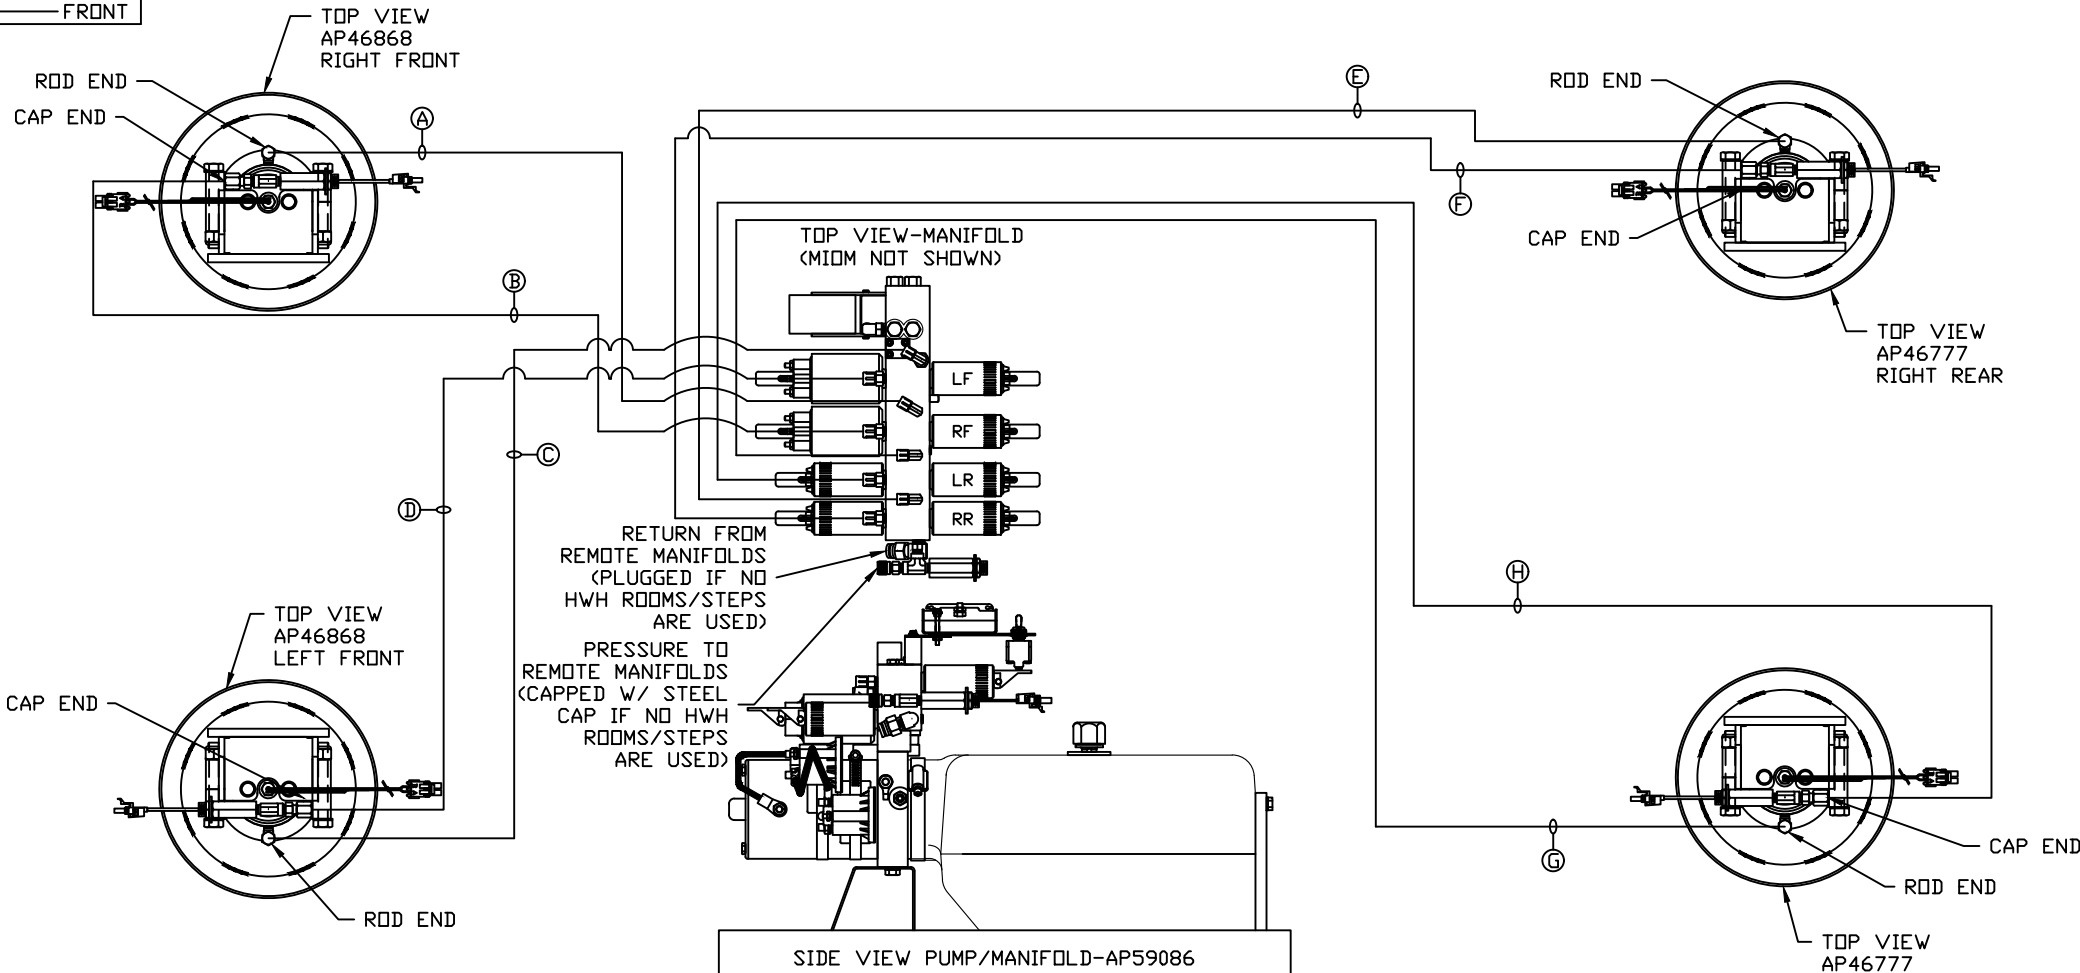 FRONT
TOP VIEW
AP46868
RIGHT FRONT
ROD END
CAP END
A
B
E
F
ROD END
CAP END
TOP VIEW
AP46777
RIGHT REAR
TOP VIEW-MANIFOLD
(MIOM NOT SHOWN)
LF
RF
LR
RR
C
D
RETURN FROM
REMOTE MANIFOLDS
(PLUGGED IF NO
HWH ROOMS/STEPS
ARE USED)
PRESSURE TO
REMOTE MANIFOLDS
(CAPPED W/ STEEL
CAP IF NO HWH
ROOMS/STEPS
ARE USED)
TOP VIEW
AP46868
LEFT FRONT
CAP END
ROD END
H
G
CAP END
ROD END
TOP VIEW
AP46777
SIDE VIEW PUMP/MANIFOLD-AP59086